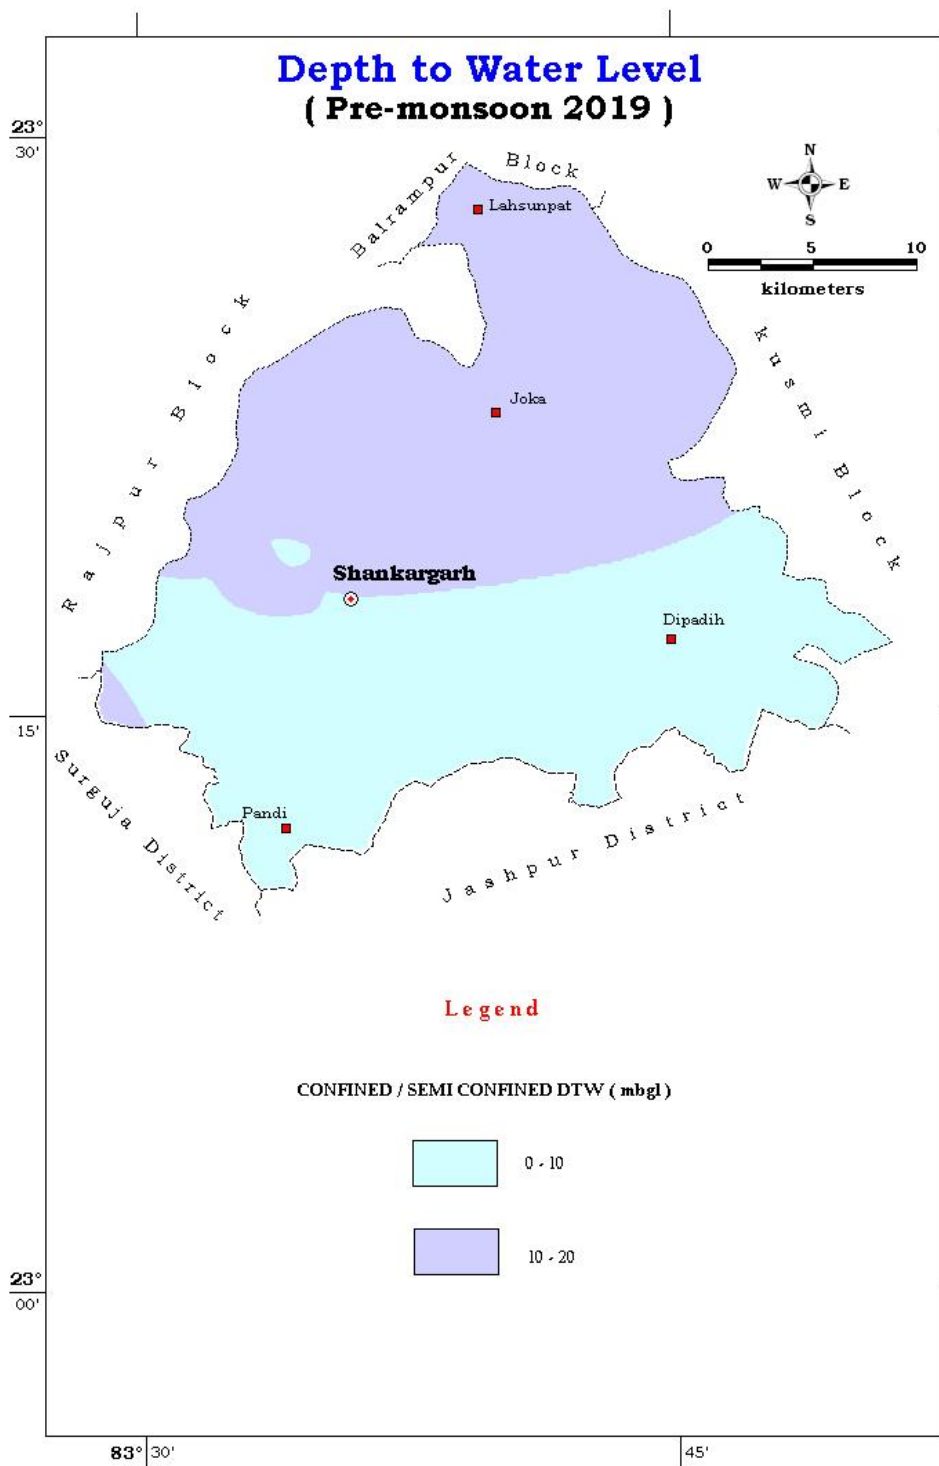 Depth to Water Level
( Pre-monsoon 2019 )
23°
30'
N
W E
S
0 5 10
kilometers
Balrampur Block
Lahsunpat
Rajpur Block
kusmi Block
Joka
Shankargarh
Dipadih
15'
Surguja District
Pandi
Jashpur District
Legend
CONFINED / SEMI CONFINED DTW ( mbgl )
0 - 10
10 - 20
23°
00'
83° 30' 45'